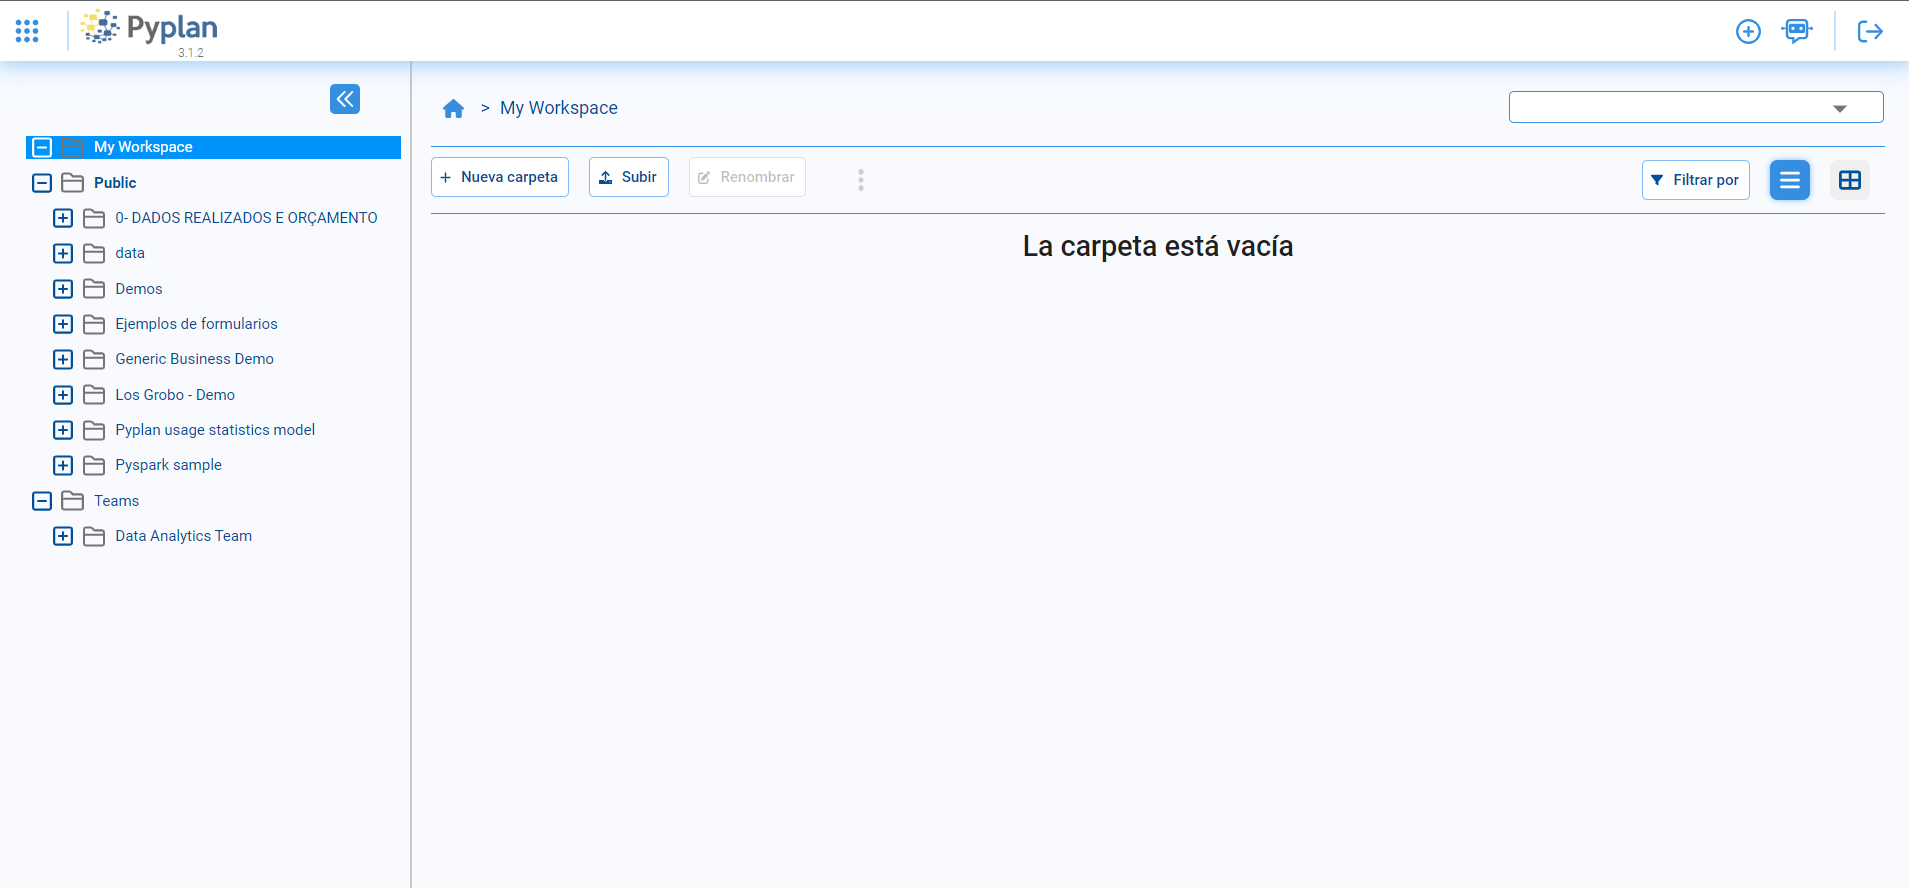 Pyplan
3.1.2
My Workspace
Public
0- DADOS REALIZADOS E ORÇAMENTO
data
Demos
Ejemplos de formularios
Generic Business Demo
Los Grobo - Demo
Pyplan usage statistics model
Pyspark sample
Teams
Data Analytics Team
> My Workspace
+ Nueva carpeta Subir Renombrar Filtrar por
La carpeta está vacía